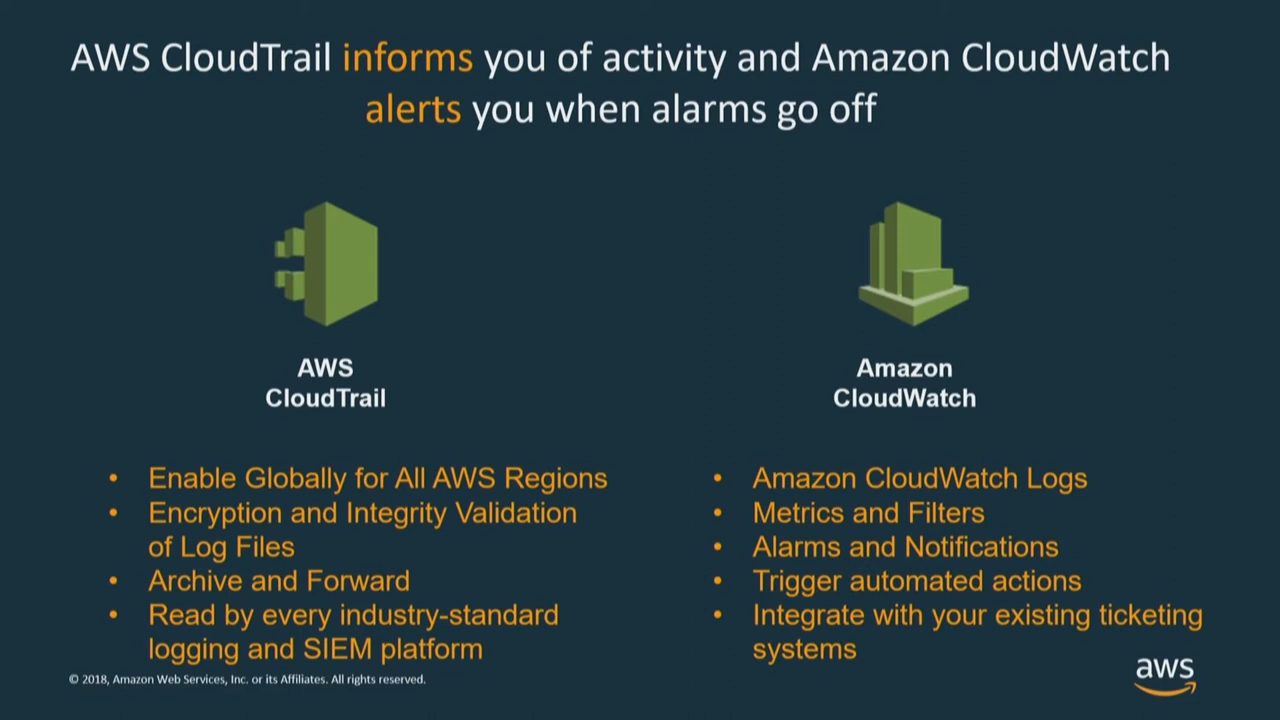 AWS CloudTrail informs you of activity and Amazon CloudWatch
alerts you when alarms go off
AWS
CloudTrail
• Enable Globally for All AWS Regions
• Encryption and Integrity Validation
of Log Files
• Archive and Forward
• Read by every industry-standard
logging and SIEM platform
Amazon
CloudWatch
• Amazon CloudWatch Logs
• Metrics and Filters
• Alarms and Notifications
• Trigger automated actions
• Integrate with your existing ticketing
systems
© 2018, Amazon Web Services, Inc. or its Affiliates. All rights reserved.
aws